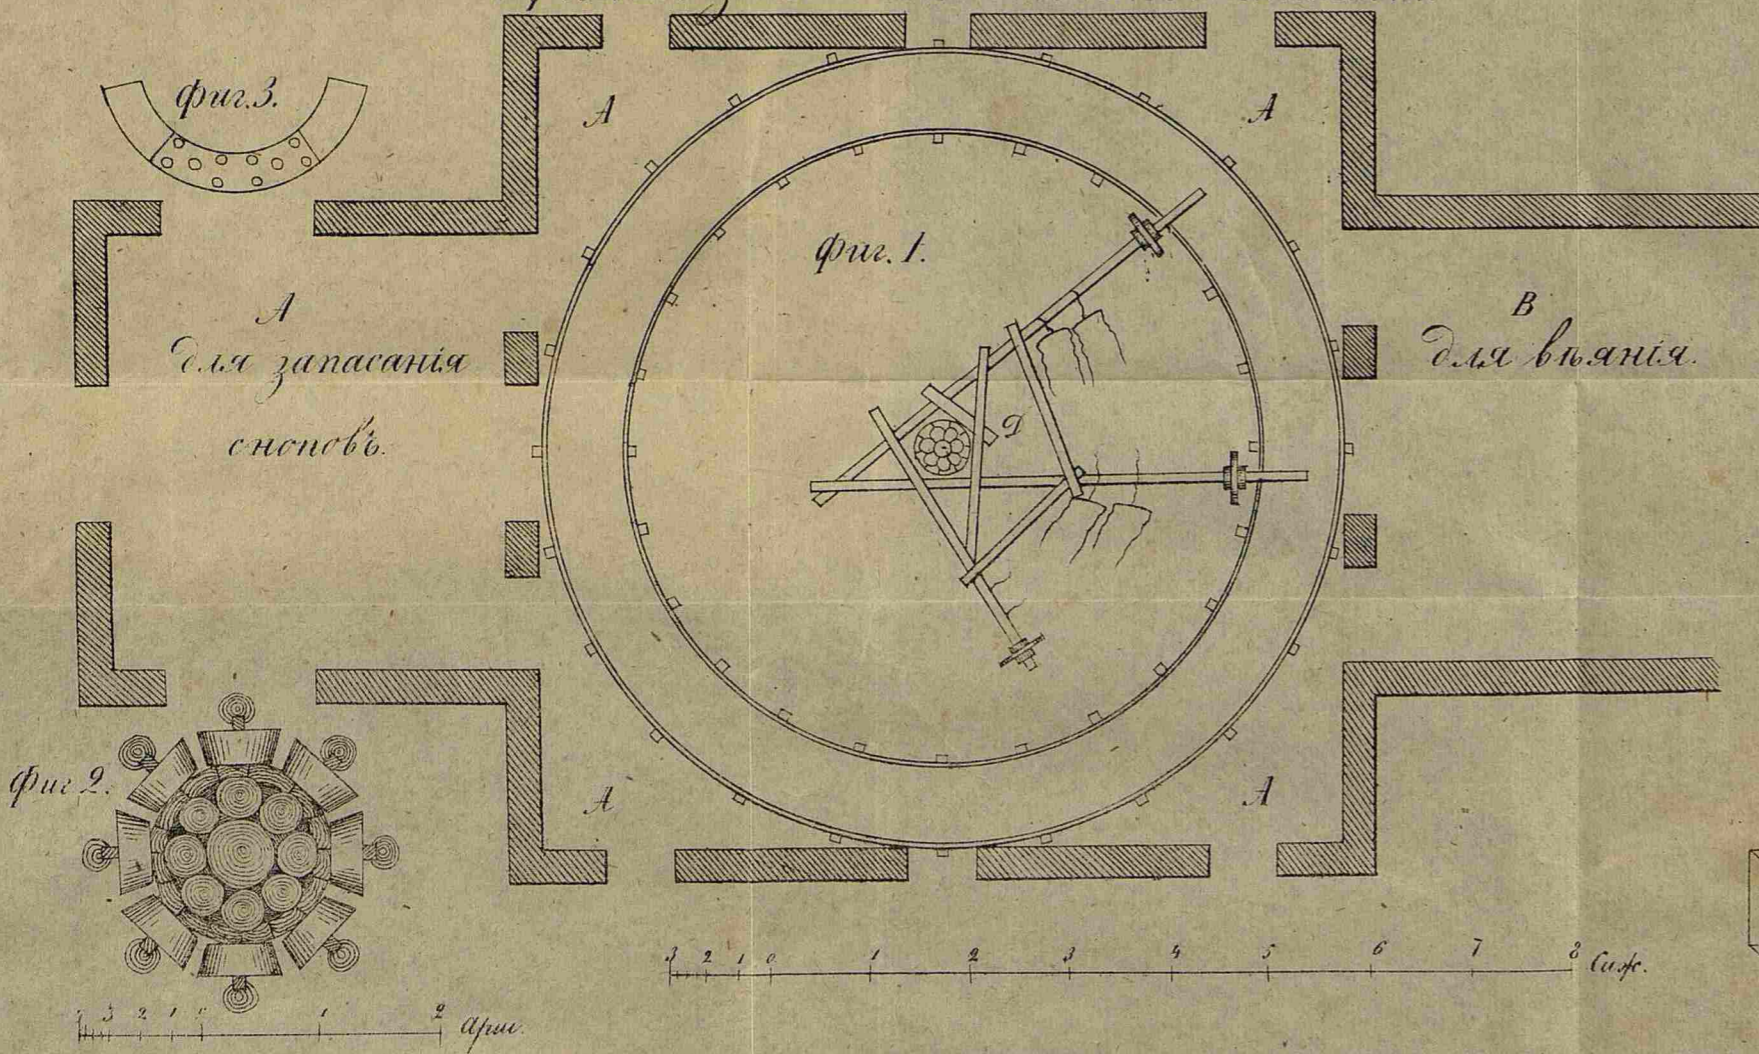 фиг. 3.
A
A
фиг. 1.
A
для запасанія
сноповъ.
B
для вѣянія.
Д
A
A
фиг 2.
3 2 1 0 1 2 3 4 5 6 7 8 Саж.
3 2 1 0 1 2 Арш.